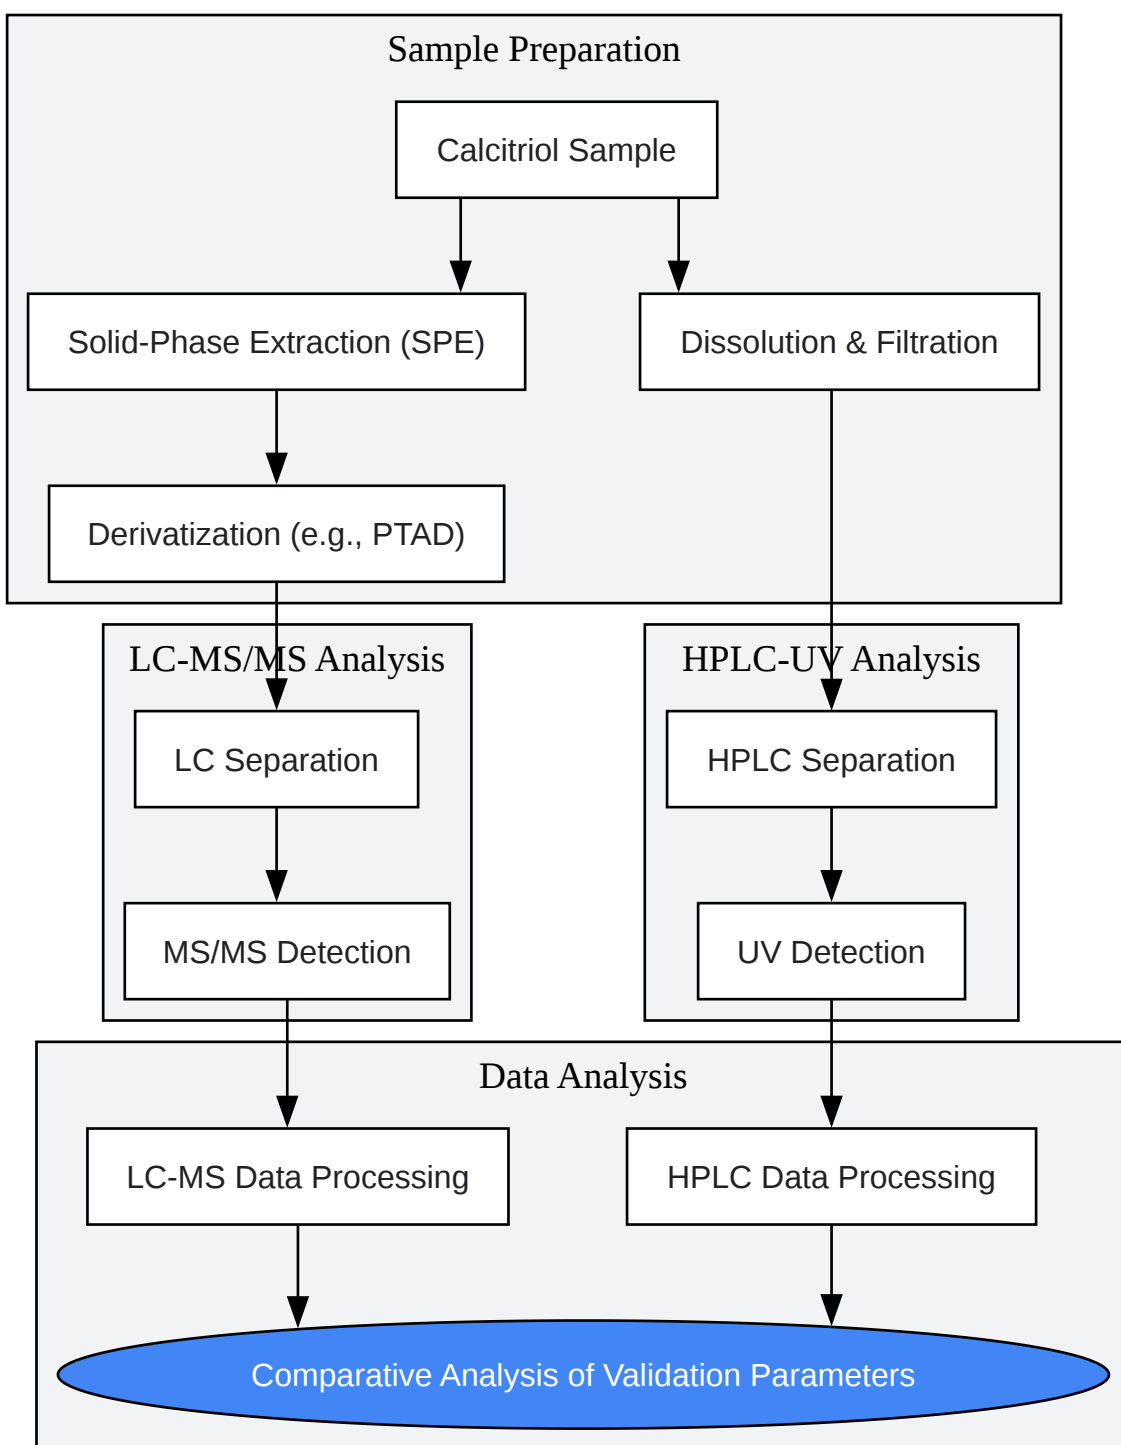 Sample Preparation
Calcitriol Sample
Solid-Phase Extraction (SPE)
Dissolution & Filtration
Derivatization (e.g., PTAD)
LC-MS/MS Analysis
HPLC-UV Analysis
LC Separation
HPLC Separation
MS/MS Detection
UV Detection
Data Analysis
LC-MS Data Processing
HPLC Data Processing
Comparative Analysis of Validation Parameters